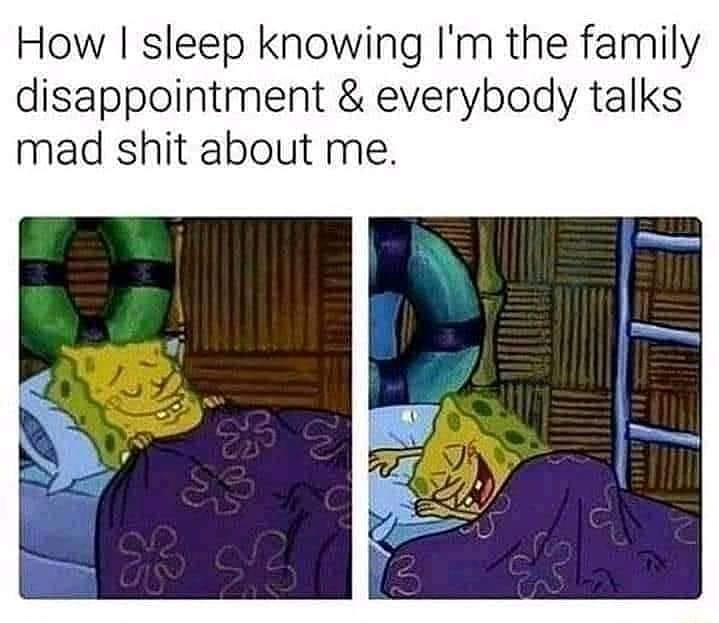 How I sleep knowing I'm the family
disappointment & everybody talks
mad shit about me.